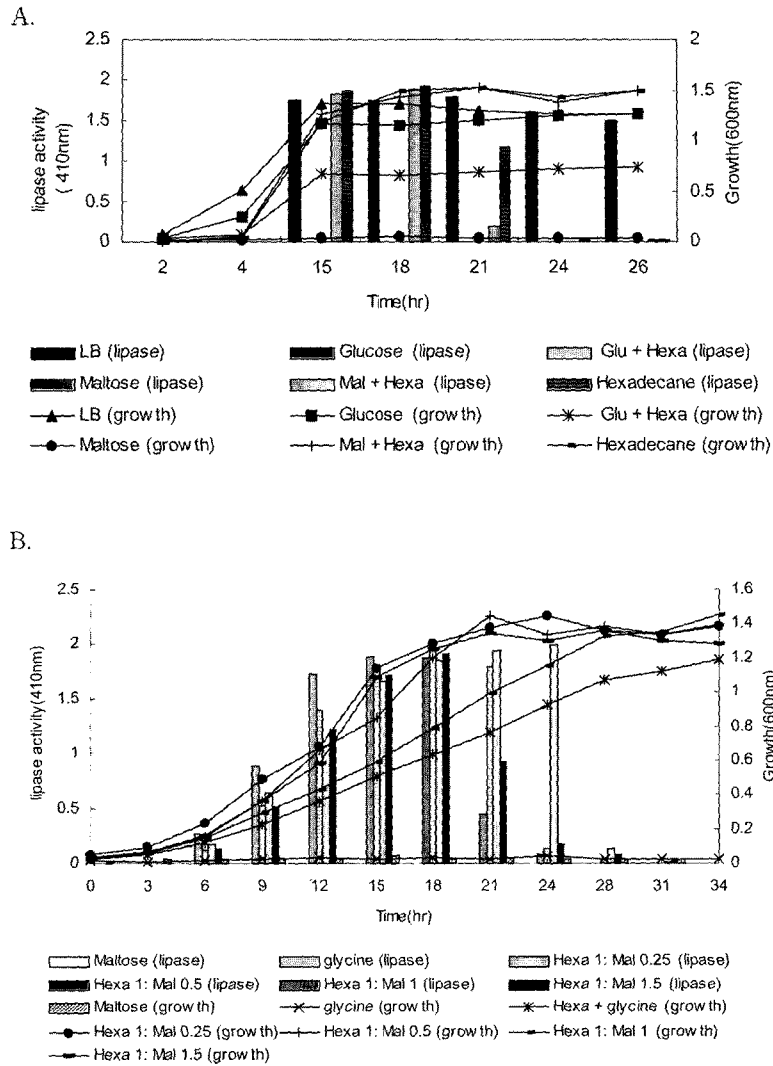 A.
2.5
2
1.5
1
0.5
0
lipase activity
( 410nm)
2
1.5
1
0.5
0
Growth(600nm)
2 4 15 18 21 24 26
Time(hr)
LB (lipase) Glucose (lipase) Glu + Hexa (lipase)
Maltose (lipase) Mal + Hexa (lipase) Hexadecane (lipase)
LB (growth) Glucose (growth) Glu + Hexa (growth)
Maltose (growth) Mal + Hexa (growth) Hexadecane (growth)
B.
2.5
2
1.5
1
0.5
0
lipase activity(410nm)
1.6
1.4
1.2
1
0.8
0.6
0.4
0.2
0
Growth(600nm)
0 3 6 9 12 15 18 21 24 28 31 34
Time(hr)
Maltose (lipase) glycine (lipase) Hexa 1: Mal 0.25 (lipase)
Hexa 1: Mal 0.5 (lipase) Hexa 1: Mal 1 (lipase) Hexa 1: Mal 1.5 (lipase)
Maltose (growth) glycine (growth) Hexa + glycine (growth)
Hexa 1: Mal 0.25 (growth) Hexa 1: Mal 0.5 (growth) Hexa 1: Mal 1 (growth)
Hexa 1: Mal 1.5 (growth)